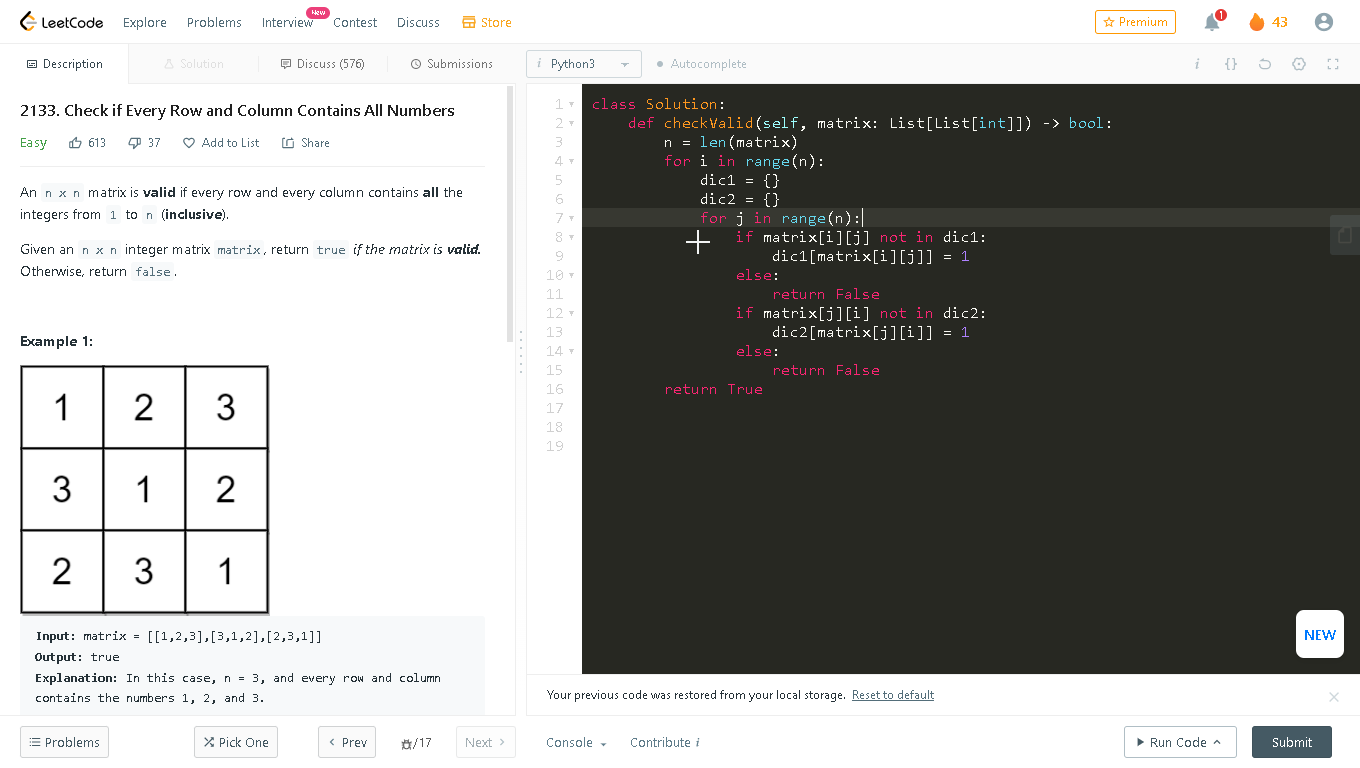 LeetCode Explore Problems Interview New Contest Discuss Store Premium 1 43
Description Solution Discuss (576) Submissions i Python3 Autocomplete i {}
2133. Check if Every Row and Column Contains All Numbers
Easy 613 37 Add to List Share
An n x n matrix is valid if every row and every column contains all the
integers from 1 to n (inclusive).
Given an n x n integer matrix matrix, return true if the matrix is valid.
Otherwise, return false.
Example 1:
1 2 3
3 1 2
2 3 1
Input: matrix = [[1,2,3],[3,1,2],[2,3,1]]
Output: true
Explanation: In this case, n = 3, and every row and column
contains the numbers 1, 2, and 3.
1 class Solution:
2     def checkValid(self, matrix: List[List[int]]) -> bool:
3         n = len(matrix)
4         for i in range(n):
5             dic1 = {}
6             dic2 = {}
7             for j in range(n):
8                 if matrix[i][j] not in dic1:
9                     dic1[matrix[i][j]] = 1
10                 else:
11                     return False
12                 if matrix[j][i] not in dic2:
13                     dic2[matrix[j][i]] = 1
14                 else:
15                     return False
16         return True
17
18
19
NEW
Your previous code was restored from your local storage. Reset to default
Problems Pick One Prev /17 Next Console Contribute i Run Code Submit